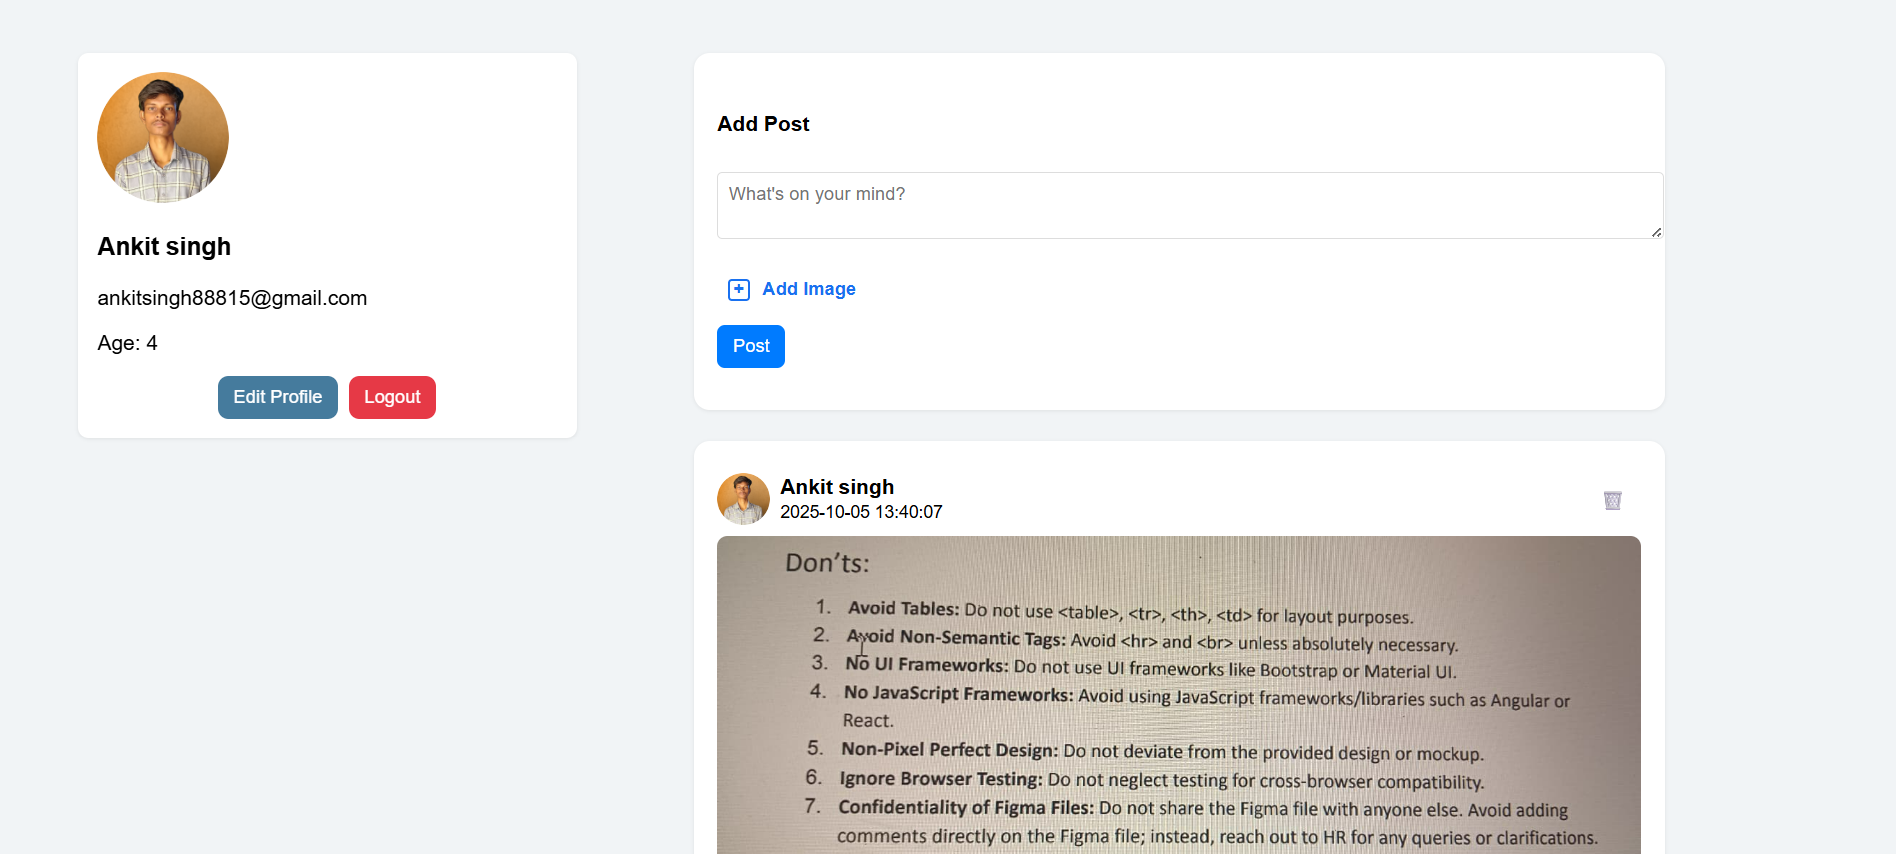 Ankit singh
ankitsingh88815@gmail.com
Age: 4
Edit Profile
Logout
Add Post
What's on your mind?
Add Image
Post
Ankit singh
2025-10-05 13:40:07
Don'ts:
1. Avoid Tables: Do not use <table>, <tr>, <th>, <td> for layout purposes.
2. Avoid Non-Semantic Tags: Avoid <hr> and <br> unless absolutely necessary.
3. No UI Frameworks: Do not use UI frameworks like Bootstrap or Material UI.
4. No JavaScript Frameworks: Avoid using JavaScript frameworks/libraries such as Angular or
React.
5. Non-Pixel Perfect Design: Do not deviate from the provided design or mockup.
6. Ignore Browser Testing: Do not neglect testing for cross-browser compatibility.
7. Confidentiality of Figma Files: Do not share the Figma file with anyone else. Avoid adding
comments directly on the Figma file; instead, reach out to HR for any queries or clarifications.